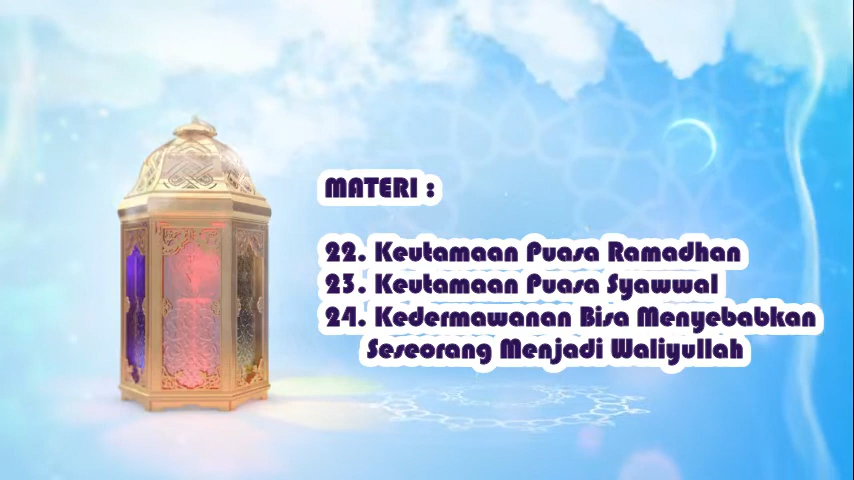 MATERI :
22. Keutamaan Puasa Ramadhan
23. Keutamaan Puasa Syawwal
24. Kedermawanan Bisa Menyebabkan
Seseorang Menjadi Waliyullah